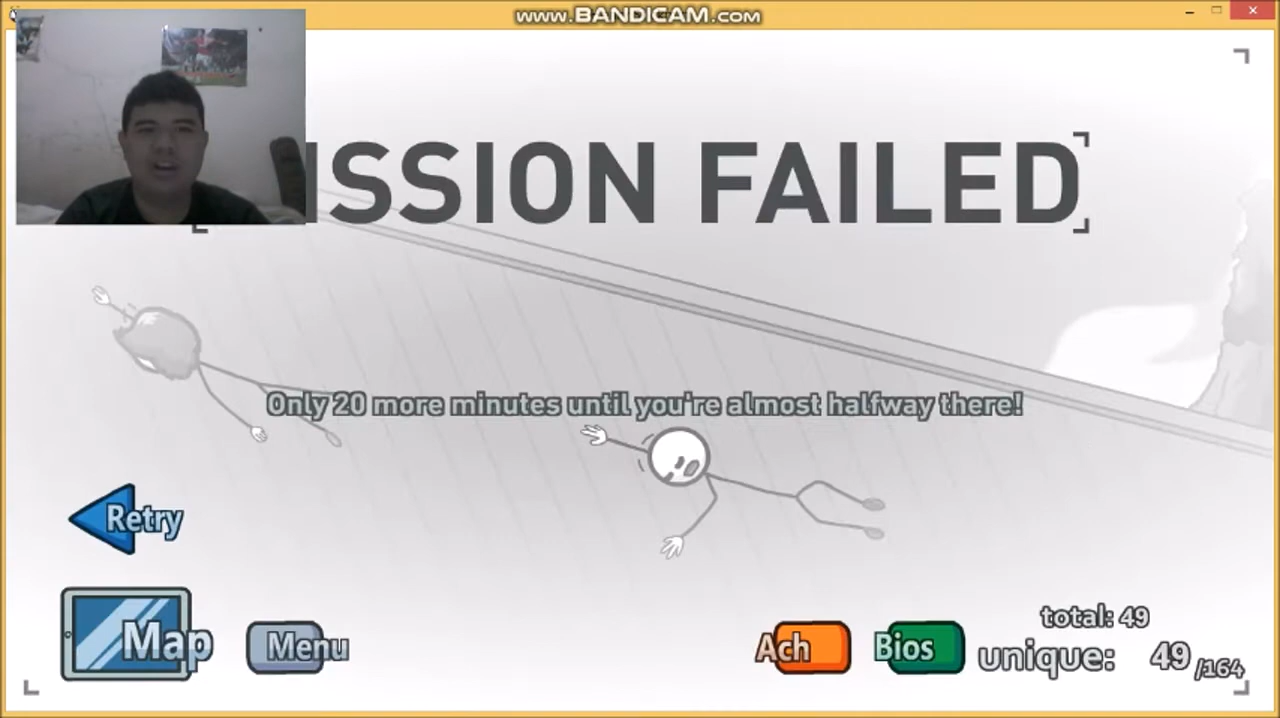 www.BANDICAM.com
ISSION FAILED
Only 20 more minutes until you're almost halfway there!
Retry
Map
Menu
Ach
Bios
total: 49
unique: 49/164